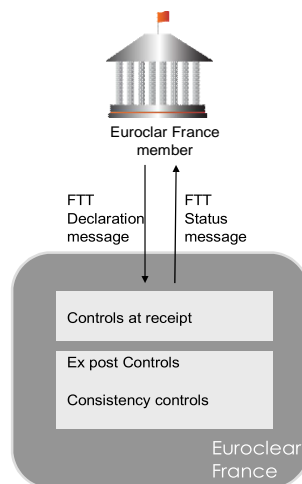 Euroclar France
member
FTT
Declaration
message
FTT
Status
message
Controls at receipt
Ex post Controls
Consistency controls
Euroclear
France